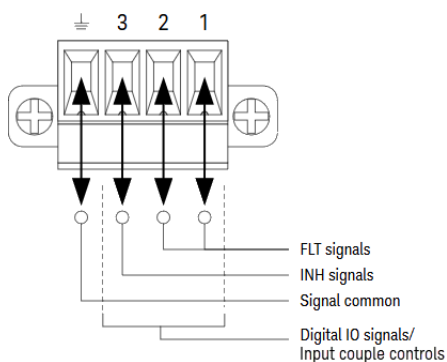 3 2 1
FLT signals
INH signals
Signal common
Digital IO signals/
Input couple controls